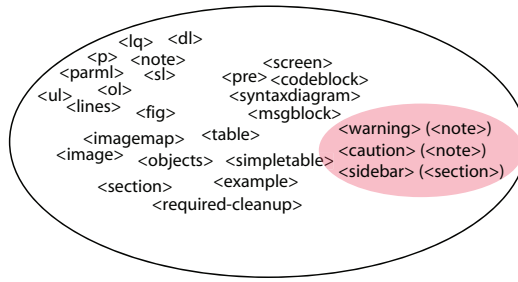 <lq> <dl>
<p> <note>
<parml> <sl>
<ul> <ol>
<lines>
<fig>
<screen>
<pre> <codeblock>
<syntaxdiagram>
<msgblock>
<imagemap> <table>
<image> <objects> <simpletable>
<section> <example>
<required-cleanup>
<warning> (<note>)
<caution> (<note>)
<sidebar> (<section>)